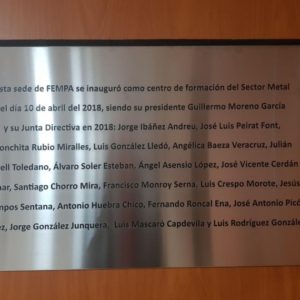 sta sede de FEMPA se inauguró como centro de formación del Sector Metal
el día 10 de abril del 2018, siendo su presidente Guillermo Moreno García
y su Junta Directiva en 2018: Jorge Ibáñez Andreu, José Luis Peirat Font,
onchita Rubio Miralles, Luis González Lledó, Angélica Baeza Veracruz, Julián
ell Toledano, Álvaro Soler Esteban. Ángel Asensio López, José Vicente Cerdán
nar, Santiago Chorro Mira, Francisco Monroy Serna. Luis Crespo Morote, Jesús
mpos Sentana, Antonio Huebra Chico, Fernando Roncal Ena, José Antonio Picó
ez, Jorge González Junquera, Luis Mascaró Capdevila y Luis Rodríguez Gonzále